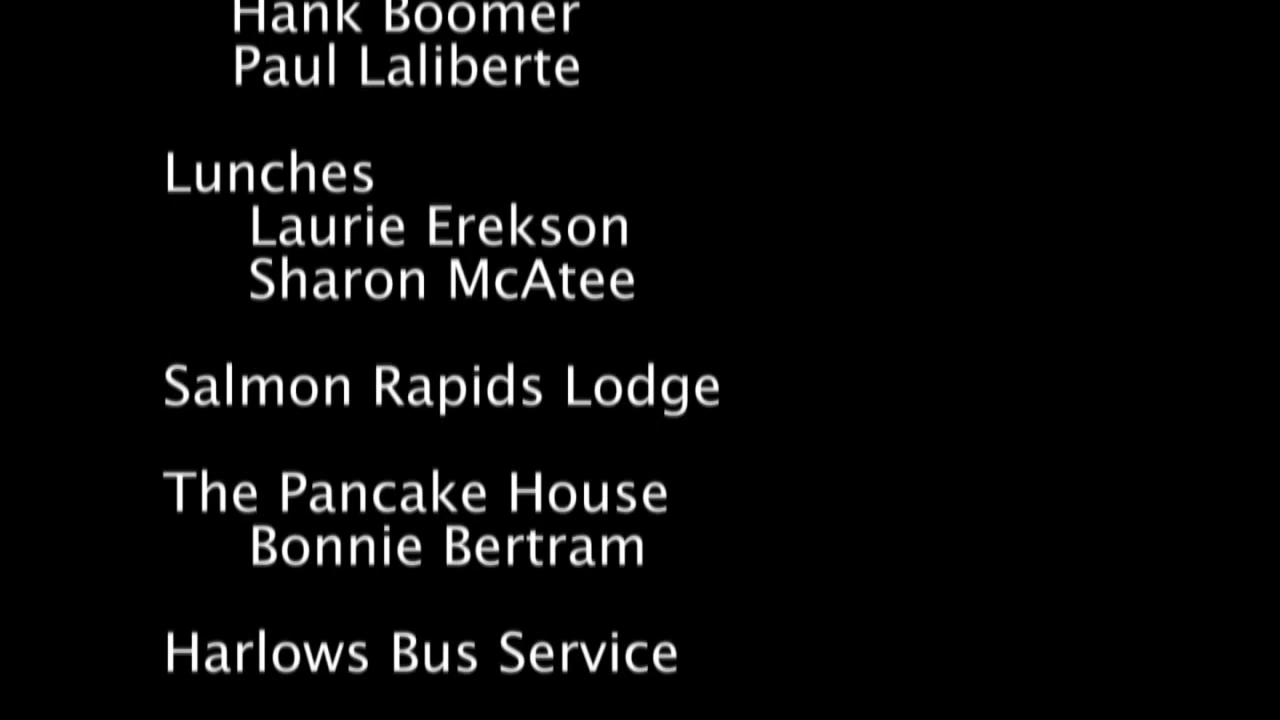 Hank Boomer
Paul Laliberte
Lunches
Laurie Erekson
Sharon McAtee
Salmon Rapids Lodge
The Pancake House
Bonnie Bertram
Harlows Bus Service